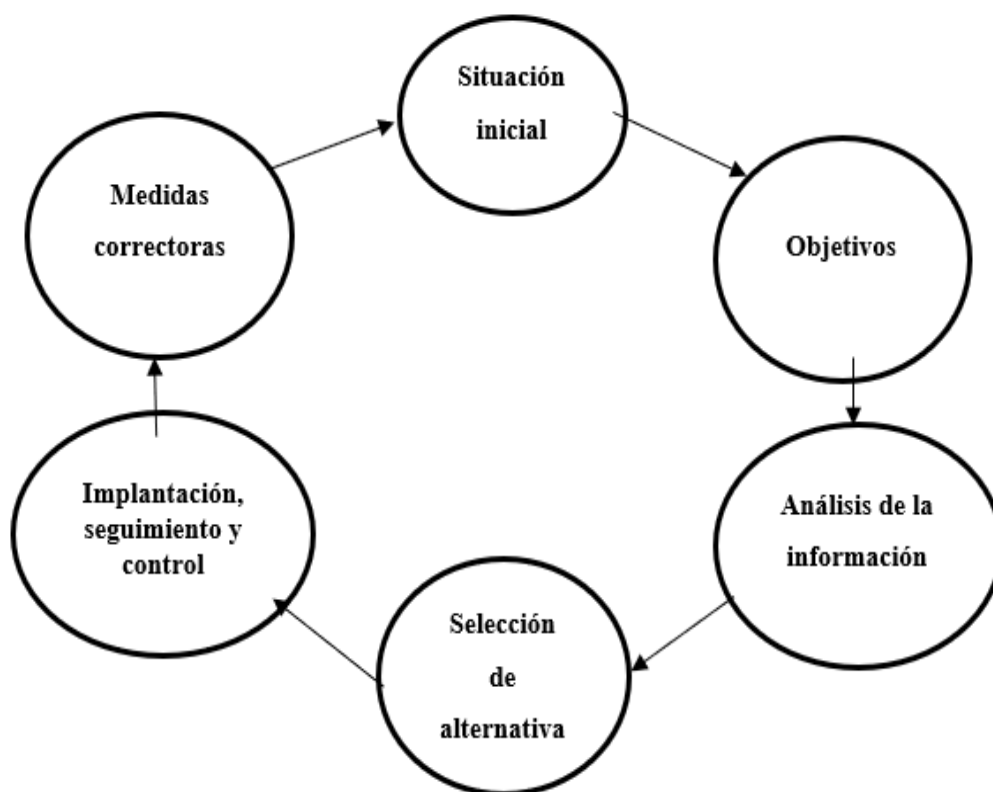 Situación
inicial
Objetivos
Análisis de la
información
Selección
de
alternativa
Implantación,
seguimiento y
control
Medidas
correctoras